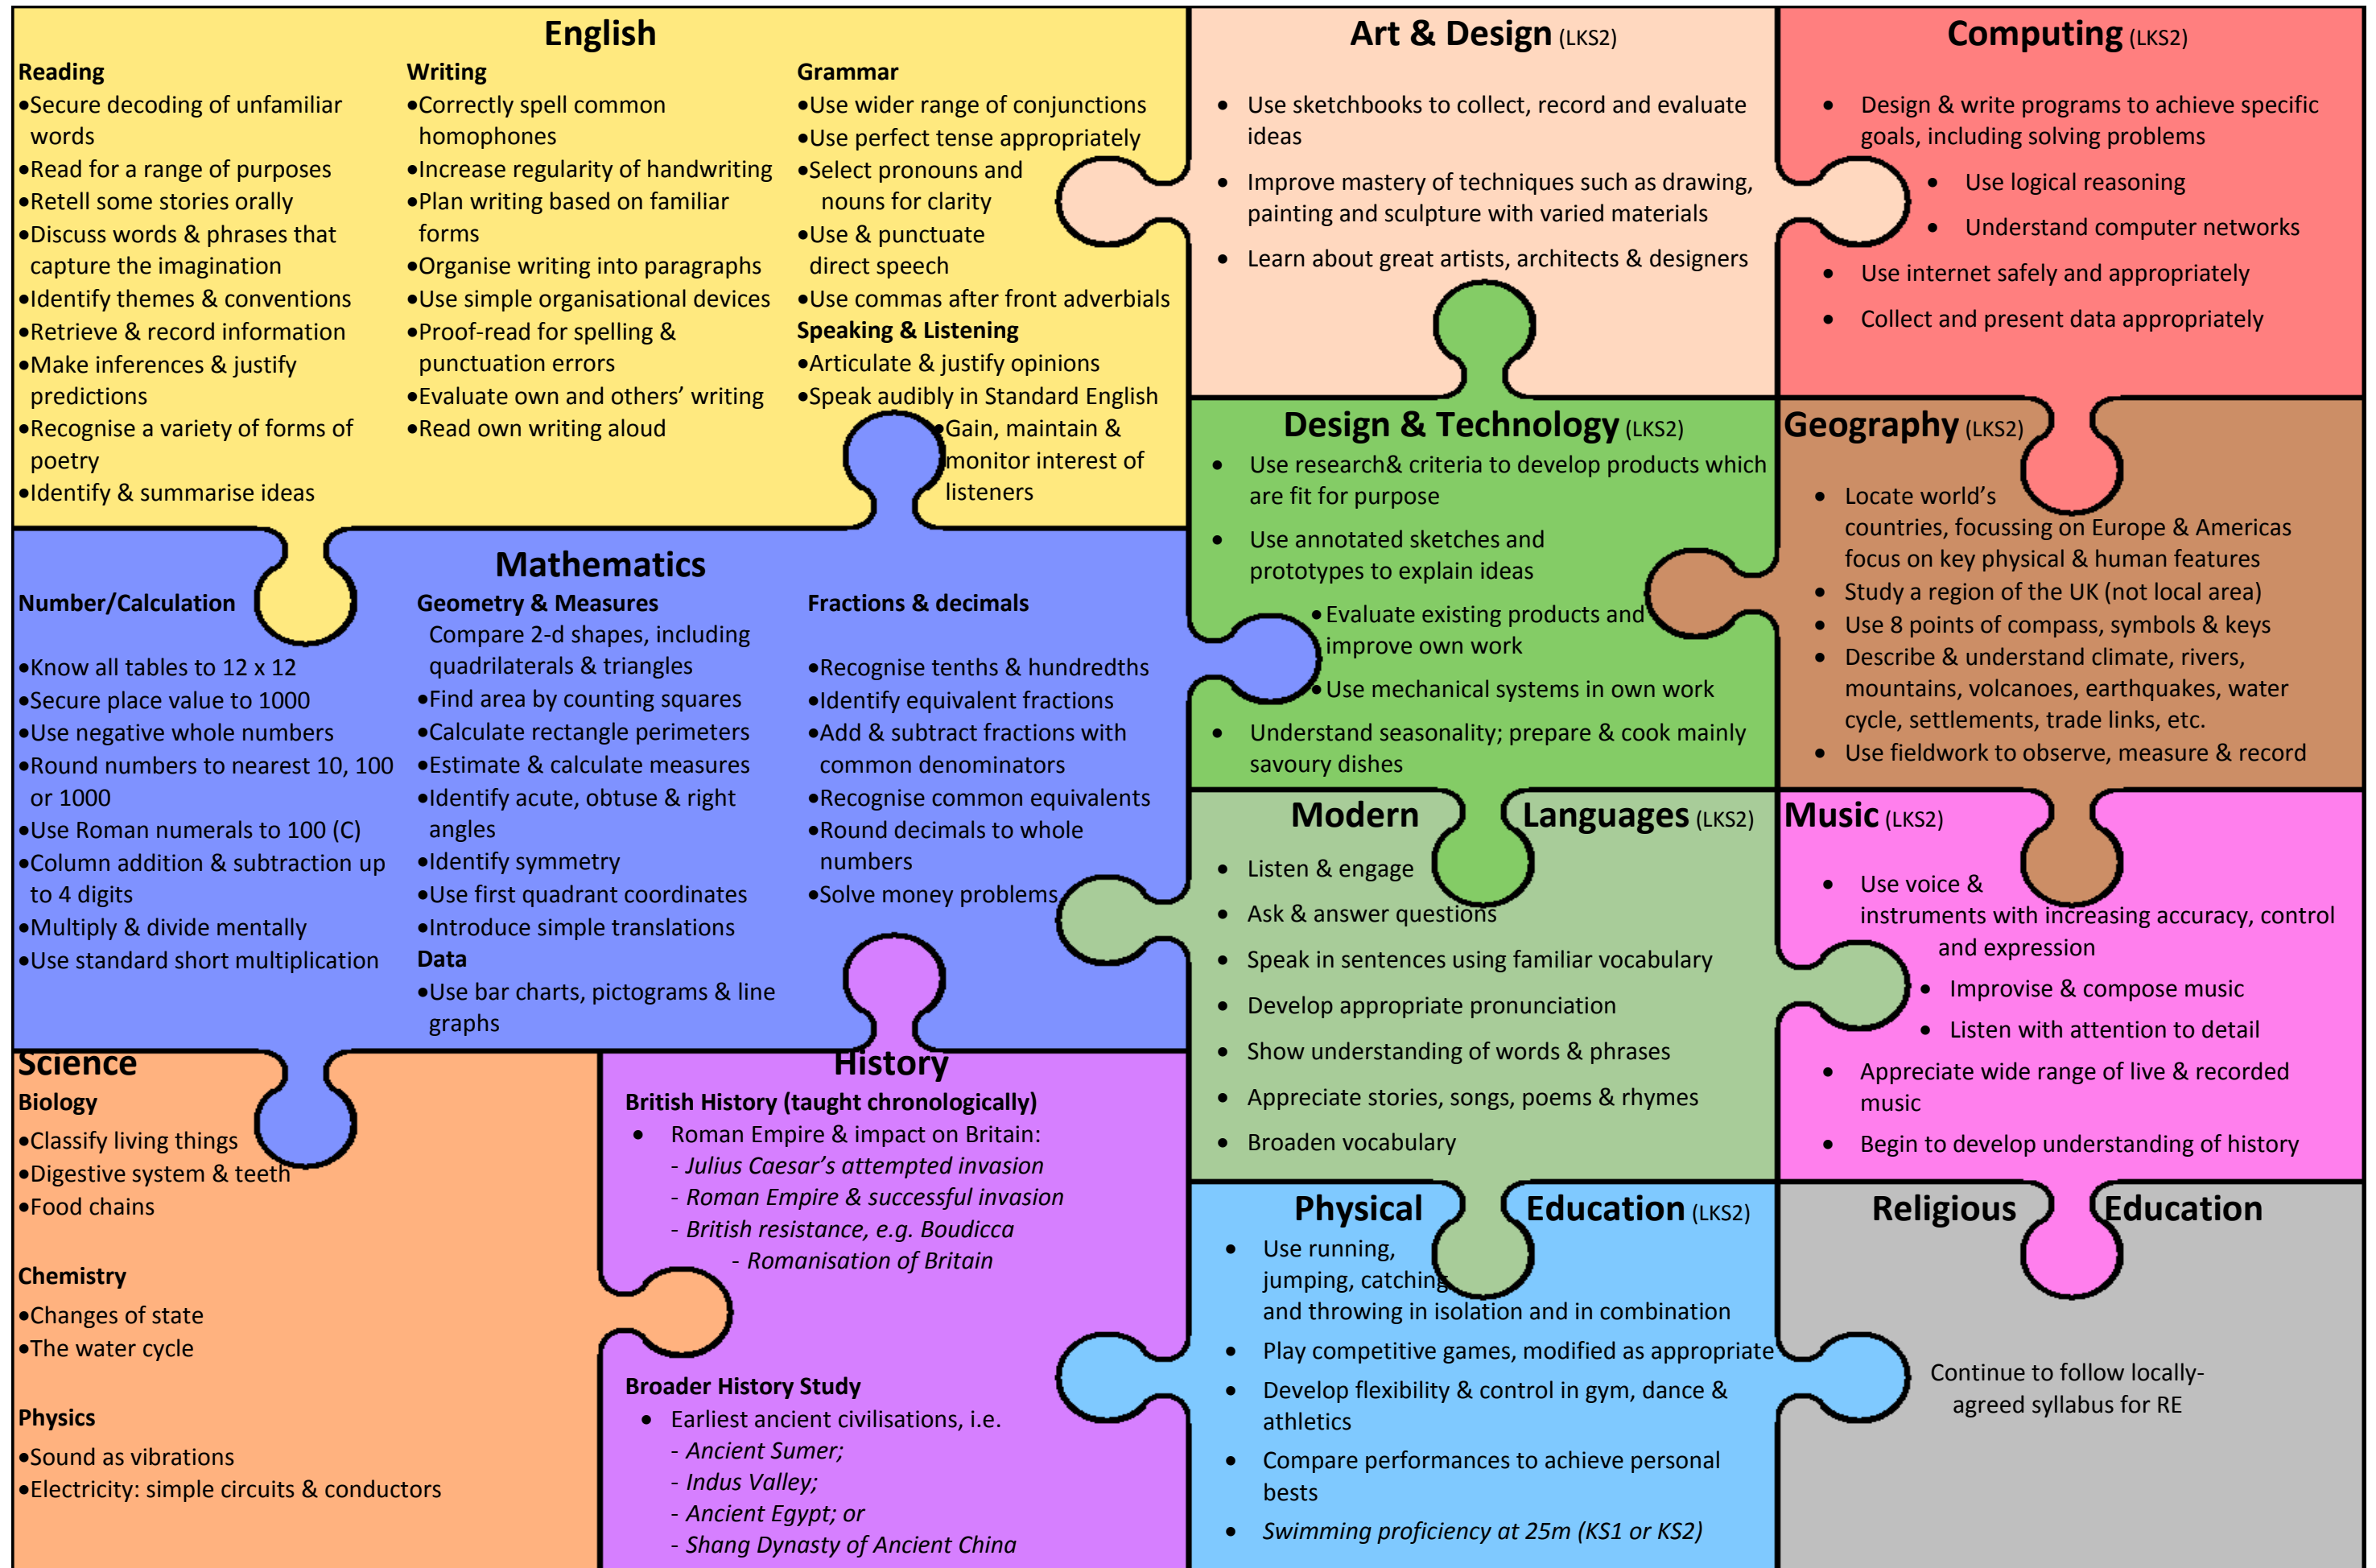 English
Reading
•Secure decoding of unfamiliar
words
•Read for a range of purposes
•Retell some stories orally
•Discuss words & phrases that
capture the imagination
•Identify themes & conventions
•Retrieve & record information
•Make inferences & justify
predictions
•Recognise a variety of forms of
poetry
•Identify & summarise ideas
Writing
•Correctly spell common
homophones
•Increase regularity of handwriting
•Plan writing based on familiar
forms
•Organise writing into paragraphs
•Use simple organisational devices
•Proof-read for spelling &
punctuation errors
•Evaluate own and others’ writing
•Read own writing aloud
Grammar
•Use wider range of conjunctions
•Use perfect tense appropriately
•Select pronouns and
nouns for clarity
•Use & punctuate
direct speech
•Use commas after front adverbials
Speaking & Listening
•Articulate & justify opinions
•Speak audibly in Standard English
•Gain, maintain &
monitor interest of
listeners
Art & Design (LKS2)
• Use sketchbooks to collect, record and evaluate
ideas
• Improve mastery of techniques such as drawing,
painting and sculpture with varied materials
• Learn about great artists, architects & designers
Computing (LKS2)
• Design & write programs to achieve specific
goals, including solving problems
• Use logical reasoning
• Understand computer networks
• Use internet safely and appropriately
• Collect and present data appropriately
Mathematics
Number/Calculation
•Know all tables to 12 x 12
•Secure place value to 1000
•Use negative whole numbers
•Round numbers to nearest 10, 100
or 1000
•Use Roman numerals to 100 (C)
•Column addition & subtraction up
to 4 digits
•Multiply & divide mentally
•Use standard short multiplication
Geometry & Measures
Compare 2-d shapes, including
quadrilaterals & triangles
•Find area by counting squares
•Calculate rectangle perimeters
•Estimate & calculate measures
•Identify acute, obtuse & right
angles
•Identify symmetry
•Use first quadrant coordinates
•Introduce simple translations
Data
•Use bar charts, pictograms & line
graphs
Fractions & decimals
•Recognise tenths & hundredths
•Identify equivalent fractions
•Add & subtract fractions with
common denominators
•Recognise common equivalents
•Round decimals to whole
numbers
•Solve money problems
Design & Technology (LKS2)
• Use research& criteria to develop products which
are fit for purpose
• Use annotated sketches and
prototypes to explain ideas
•Evaluate existing products and
improve own work
•Use mechanical systems in own work
• Understand seasonality; prepare & cook mainly
savoury dishes
Geography (LKS2)
• Locate world’s
countries, focussing on Europe & Americas
focus on key physical & human features
• Study a region of the UK (not local area)
• Use 8 points of compass, symbols & keys
• Describe & understand climate, rivers,
mountains, volcanoes, earthquakes, water
cycle, settlements, trade links, etc.
• Use fieldwork to observe, measure & record
Modern Languages (LKS2)
• Listen & engage
• Ask & answer questions
• Speak in sentences using familiar vocabulary
• Develop appropriate pronunciation
• Show understanding of words & phrases
• Appreciate stories, songs, poems & rhymes
• Broaden vocabulary
Music (LKS2)
• Use voice &
instruments with increasing accuracy, control
and expression
• Improvise & compose music
• Listen with attention to detail
• Appreciate wide range of live & recorded
music
• Begin to develop understanding of history
Science
Biology
•Classify living things
•Digestive system & teeth
•Food chains
Chemistry
•Changes of state
•The water cycle
Physics
•Sound as vibrations
•Electricity: simple circuits & conductors
History
British History (taught chronologically)
• Roman Empire & impact on Britain:
- Julius Caesar’s attempted invasion
- Roman Empire & successful invasion
- British resistance, e.g. Boudicca
- Romanisation of Britain
Broader History Study
• Earliest ancient civilisations, i.e.
- Ancient Sumer;
- Indus Valley;
- Ancient Egypt; or
- Shang Dynasty of Ancient China
Physical Education (LKS2)
• Use running,
jumping, catching
and throwing in isolation and in combination
• Play competitive games, modified as appropriate
• Develop flexibility & control in gym, dance &
athletics
• Compare performances to achieve personal
bests
• Swimming proficiency at 25m (KS1 or KS2)
Religious Education
Continue to follow locally-
agreed syllabus for RE